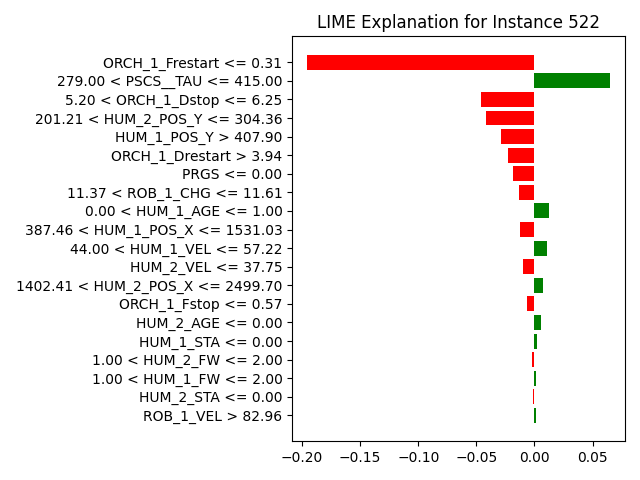 LIME Explanation for Instance 522
ORCH_1_Frestart <= 0.31
279.00 < PSCS__TAU <= 415.00
5.20 < ORCH_1_Dstop <= 6.25
201.21 < HUM_2_POS_Y <= 304.36
HUM_1_POS_Y > 407.90
ORCH_1_Drestart > 3.94
PRGS <= 0.00
11.37 < ROB_1_CHG <= 11.61
0.00 < HUM_1_AGE <= 1.00
387.46 < HUM_1_POS_X <= 1531.03
44.00 < HUM_1_VEL <= 57.22
HUM_2_VEL <= 37.75
1402.41 < HUM_2_POS_X <= 2499.70
ORCH_1_Fstop <= 0.57
HUM_2_AGE <= 0.00
HUM_1_STA <= 0.00
1.00 < HUM_2_FW <= 2.00
1.00 < HUM_1_FW <= 2.00
HUM_2_STA <= 0.00
ROB_1_VEL > 82.96
−0.20 −0.15 −0.10 −0.05 0.00 0.05